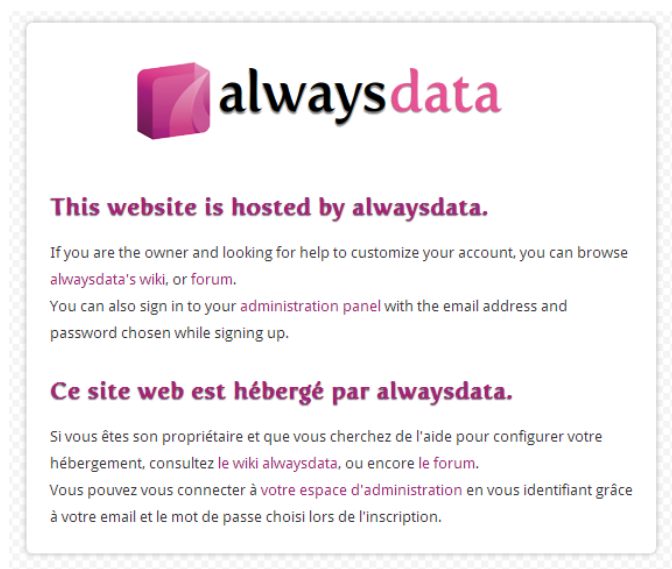 alwaysdata
This website is hosted by alwaysdata.
If you are the owner and looking for help to customize your account, you can browse
alwaysdata's wiki, or forum.
You can also sign in to your administration panel with the email address and
password chosen while signing up.
Ce site web est hébergé par alwaysdata.
Si vous êtes son propriétaire et que vous cherchez de l'aide pour configurer votre
hébergement, consultez le wiki alwaysdata, ou encore le forum.
Vous pouvez vous connecter à votre espace d'administration en vous identifiant grâce
à votre email et le mot de passe choisi lors de l'inscription.